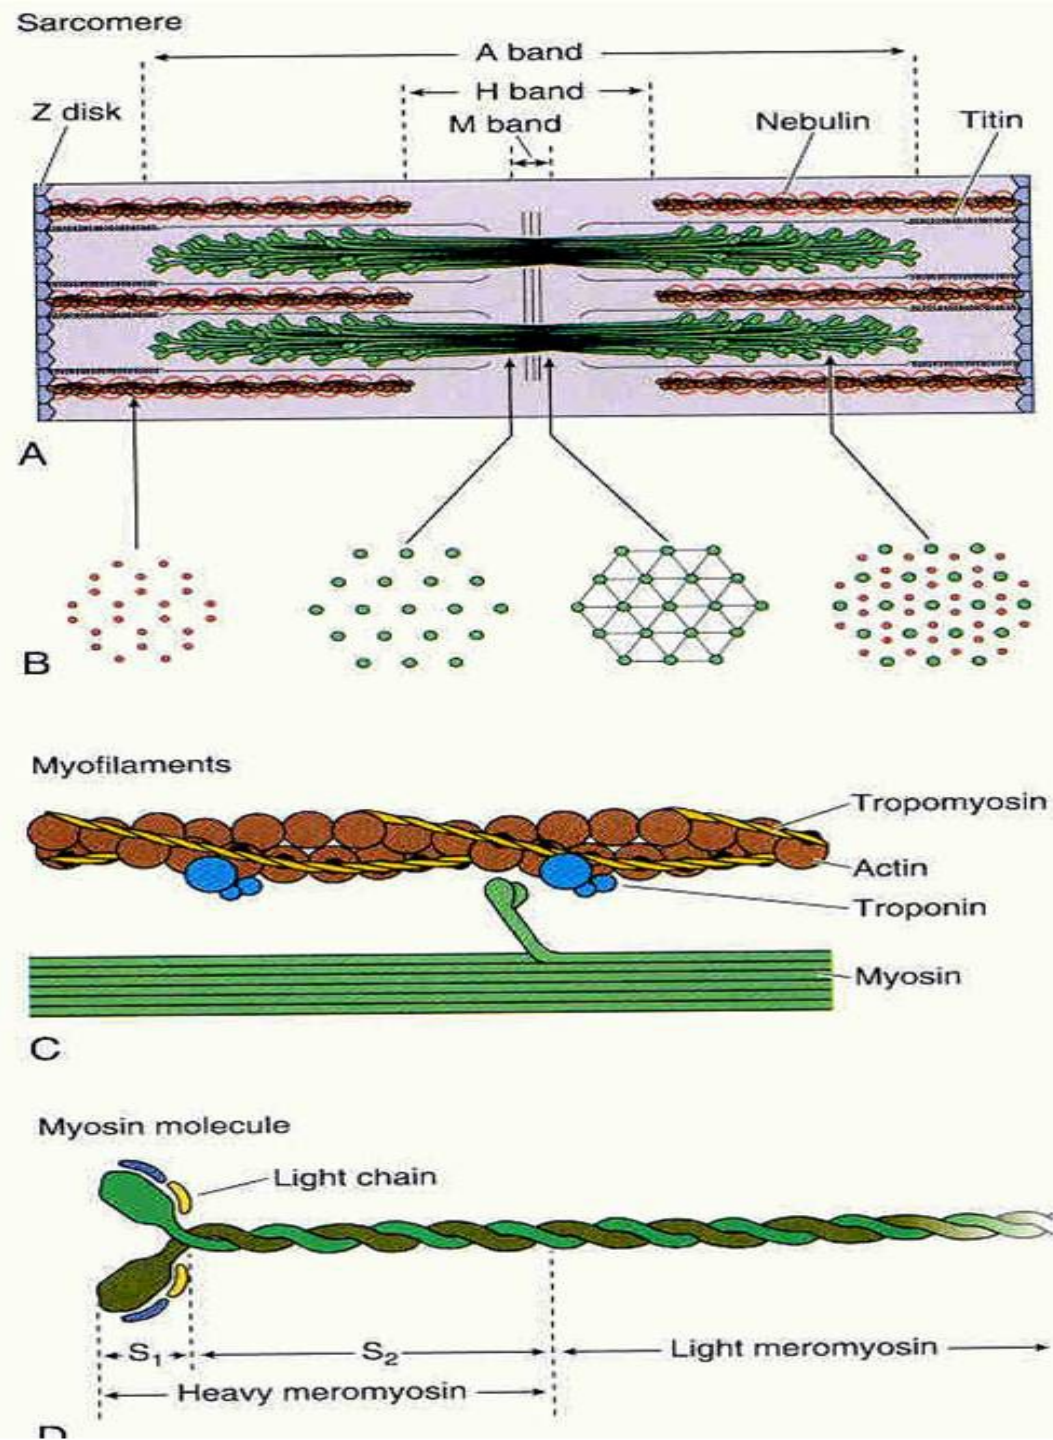 Sarcomere
A band
H band
Z disk
M band
Nebulin
Titin
A
B
Myofilaments
Tropomyosin
Actin
Troponin
Myosin
C
Myosin molecule
Light chain
S₁
S₂
Light meromyosin
Heavy meromyosin
D